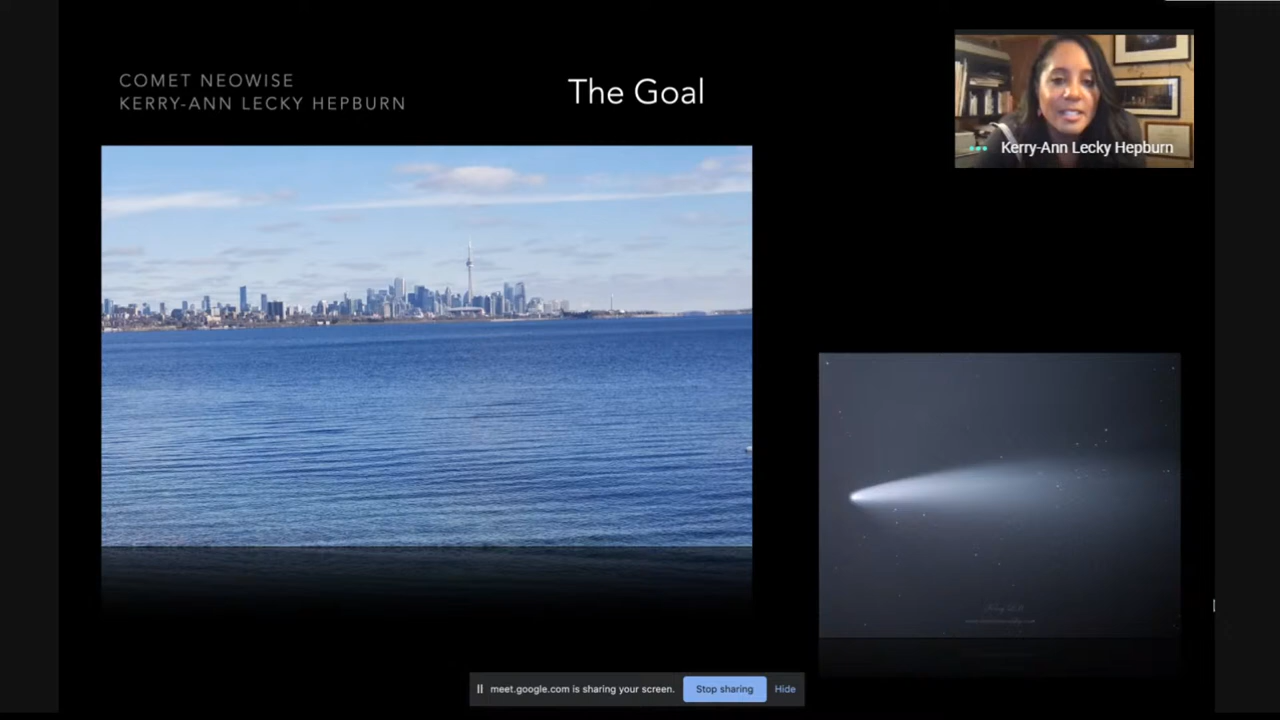 COMET NEOWISE
KERRY-ANN LECKY HEPBURN
The Goal
Kerry-Ann Lecky Hepburn
meet.google.com is sharing your screen.
Stop sharing
Hide